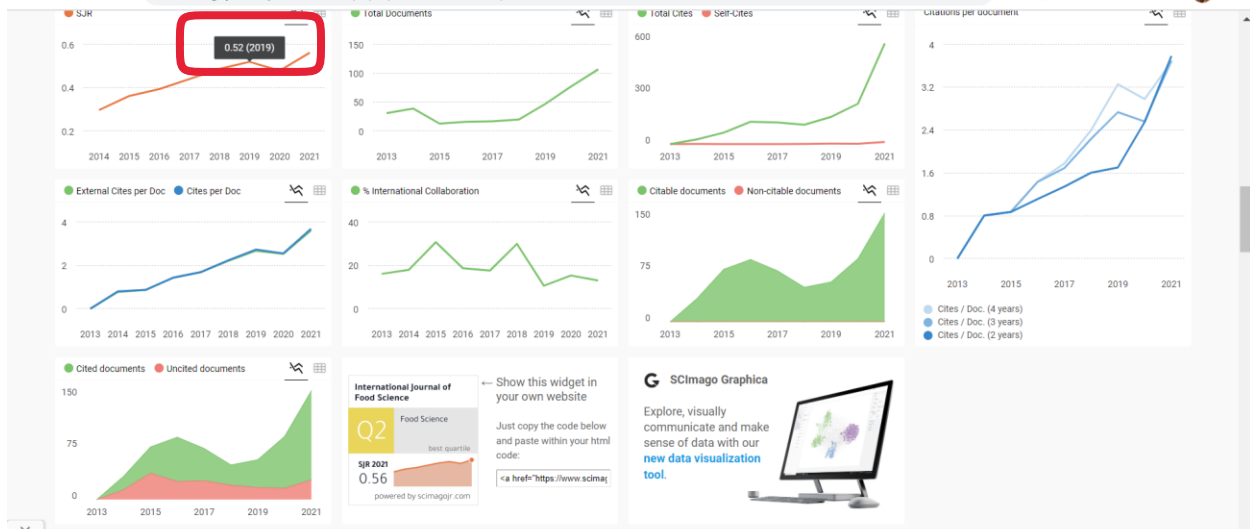 SJR
0.6
0.4
0.2
0.52 (2019)
2014 2015 2016 2017 2018 2019 2020 2021
Total Documents
150
100
50
0
2013 2015 2017 2019 2021
Total Cites Self-Cites
600
300
0
2013 2015 2017 2019 2021
Citations per document
4
3.2
2.4
1.6
0.8
0
2013 2015 2017 2019 2021
Cites / Doc. (4 years)
Cites / Doc. (3 years)
Cites / Doc. (2 years)
External Cites per Doc Cites per Doc
4
2
0
2013 2014 2015 2016 2017 2018 2019 2020 2021
% International Collaboration
40
20
0
2013 2014 2015 2016 2017 2018 2019 2020 2021
Citable documents Non-citable documents
150
75
0
2013 2015 2017 2019 2021
Cited documents Uncited documents
150
75
0
2013 2015 2017 2019 2021
International Journal of
Food Science
Q2
Food Science
best quartile
SJR 2021
0.56
powered by scimagojr.com
← Show this widget in
your own website
Just copy the code below
and paste within your html
code:
<a href="https://www.scimag
G SCImago Graphica
Explore, visually
communicate and make
sense of data with our
new data visualization
tool.